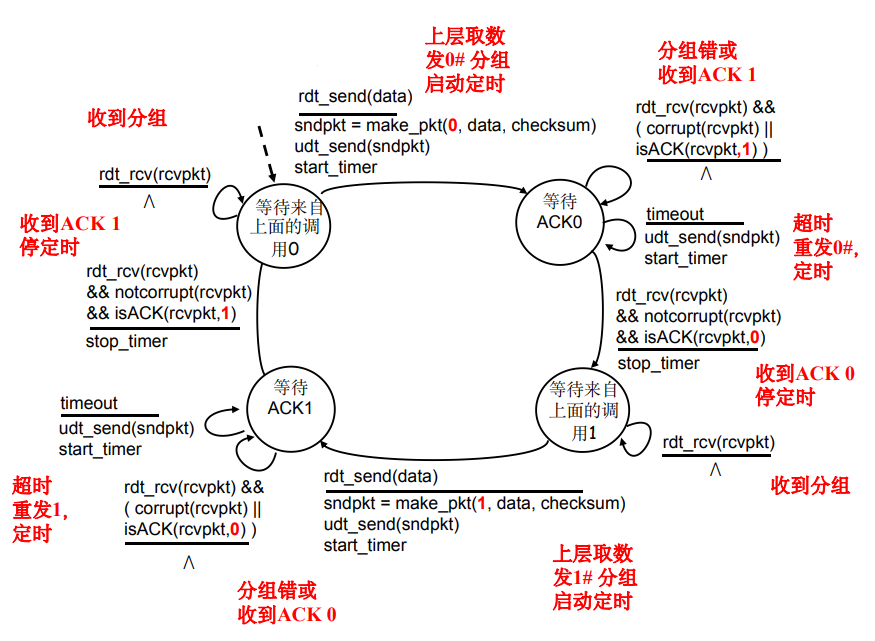 上层取数
发0# 分组
启动定时
分组错或
收到ACK 1
rdt_send(data)
sndpkt = make_pkt(0, data, checksum)
udt_send(sndpkt)
start_timer
rdt_rcv(rcvpkt) &&
( corrupt(rcvpkt) ||
isACK(rcvpkt,1) )
Λ
收到分组
rdt_rcv(rcvpkt)
Λ
等待来自
上面的调
用0
等待
ACK0
timeout
udt_send(sndpkt)
start_timer
超时
重发0#,
定时
收到ACK 1
停定时
rdt_rcv(rcvpkt)
&& notcorrupt(rcvpkt)
&& isACK(rcvpkt,1)
stop_timer
rdt_rcv(rcvpkt)
&& notcorrupt(rcvpkt)
&& isACK(rcvpkt,0)
stop_timer
收到ACK 0
停定时
等待
ACK1
等待来自
上面的调
用1
timeout
udt_send(sndpkt)
start_timer
rdt_rcv(rcvpkt)
Λ
收到分组
超时
重发1,
定时
rdt_rcv(rcvpkt) &&
( corrupt(rcvpkt) ||
isACK(rcvpkt,0) )
Λ
分组错或
收到ACK 0
rdt_send(data)
sndpkt = make_pkt(1, data, checksum)
udt_send(sndpkt)
start_timer
上层取数
发1# 分组
启动定时